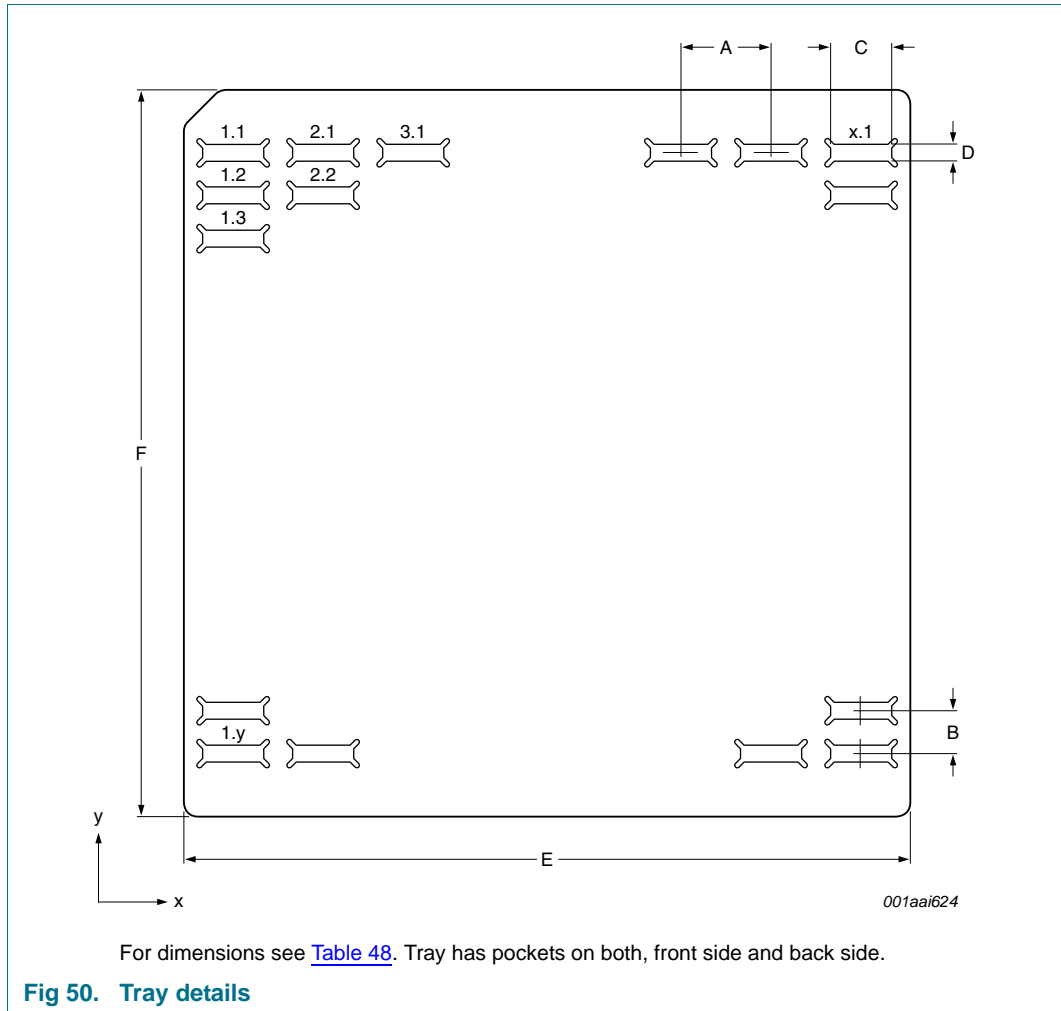 A
C
1.1
2.1
3.1
x.1
D
1.2
2.2
1.3
F
B
1.y
y
E
x
001aai624
For dimensions see Table 48. Tray has pockets on both, front side and back side.
Fig 50. Tray details